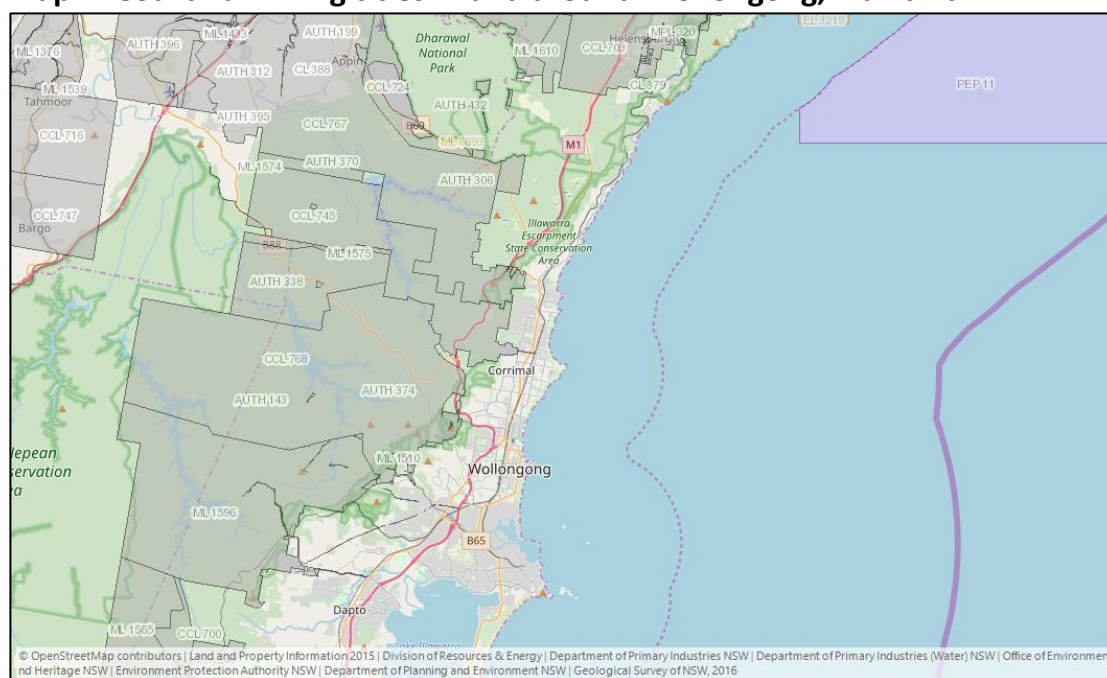 ML 1376
AUTH 396
ML 1433
AUTH 199
Dharawal
National
Park
ML 1610
CCL 703
Helensburgh
MPL 320
EL 3219
PEP 11
AUTH 312
CL 388
Appin
CCL 724
CL 379
ML 1539
Tahmoor
AUTH 395
CCL 767
AUTH 432
B69
ML 6093
M1
CCL 716
ML 1574
AUTH 370
AUTH 306
CCL 747
Bargo
CCL 745
B88
ML 1575
Illawarra
Escarpment
State Conservation
Area
AUTH 338
CCL 768
AUTH 374
Corrimal
AUTH 143
ML 1510
Wollongong
lepean
servation
a
ML 1596
B65
Dapto
ML 1565
CCL 700
Lake Illawarra
© OpenStreetMap contributors | Land and Property Information 2015 | Division of Resources & Energy | Department of Primary Industries NSW | Department of Primary Industries (Water) NSW | Office of Environmen
nd Heritage NSW | Environment Protection Authority NSW | Department of Planning and Environment NSW | Geological Survey of NSW, 2016